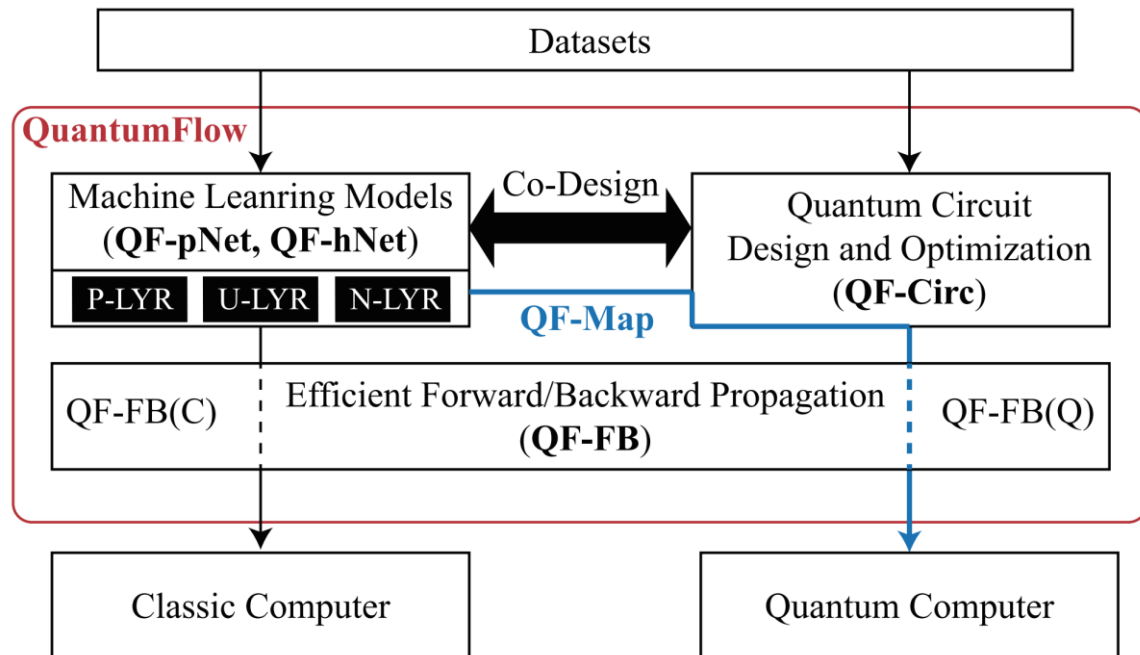 Datasets
QuantumFlow
Machine Leanring Models
(QF-pNet, QF-hNet)
P-LYR U-LYR N-LYR
Co-Design
QF-Map
Quantum Circuit
Design and Optimization
(QF-Circ)
QF-FB(C)
Efficient Forward/Backward Propagation
(QF-FB)
QF-FB(Q)
Classic Computer
Quantum Computer